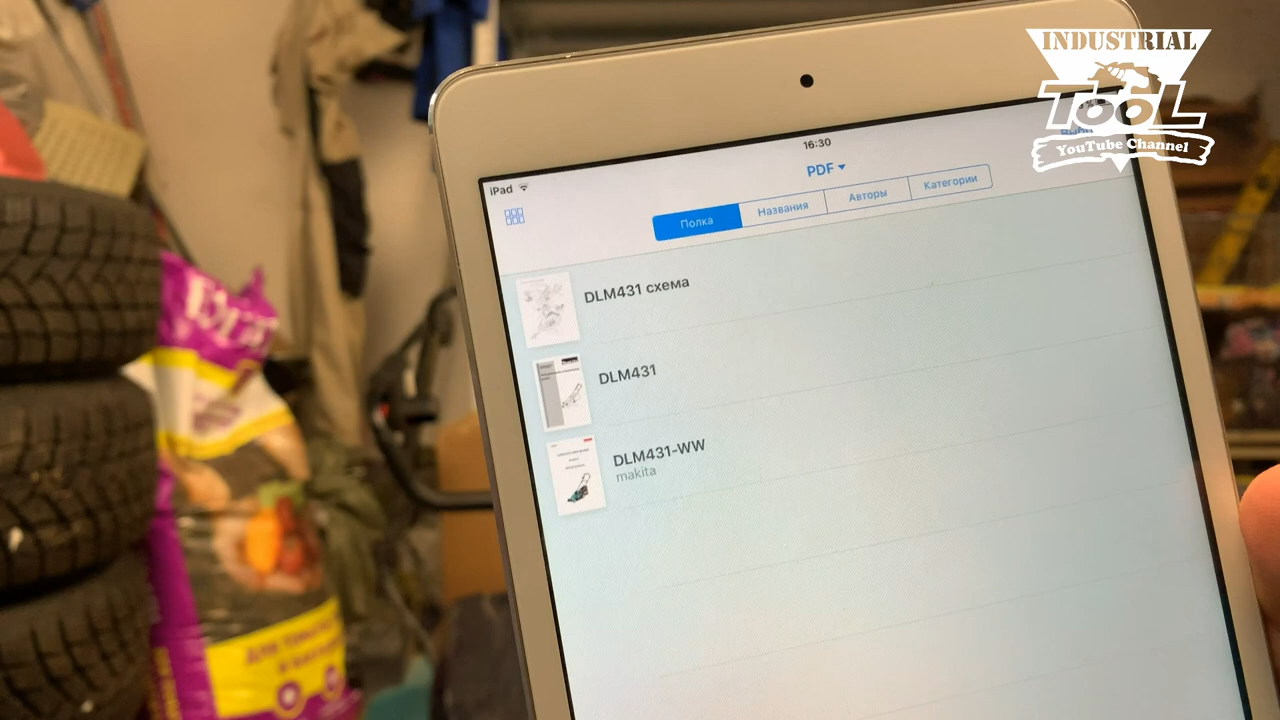 INDUSTRIAL
TOOL
YouTube Channel
16:30
iPad
PDF
Полка
Названия
Авторы
Категории
DLM431 схема
DLM431
DLM431-WW
makita